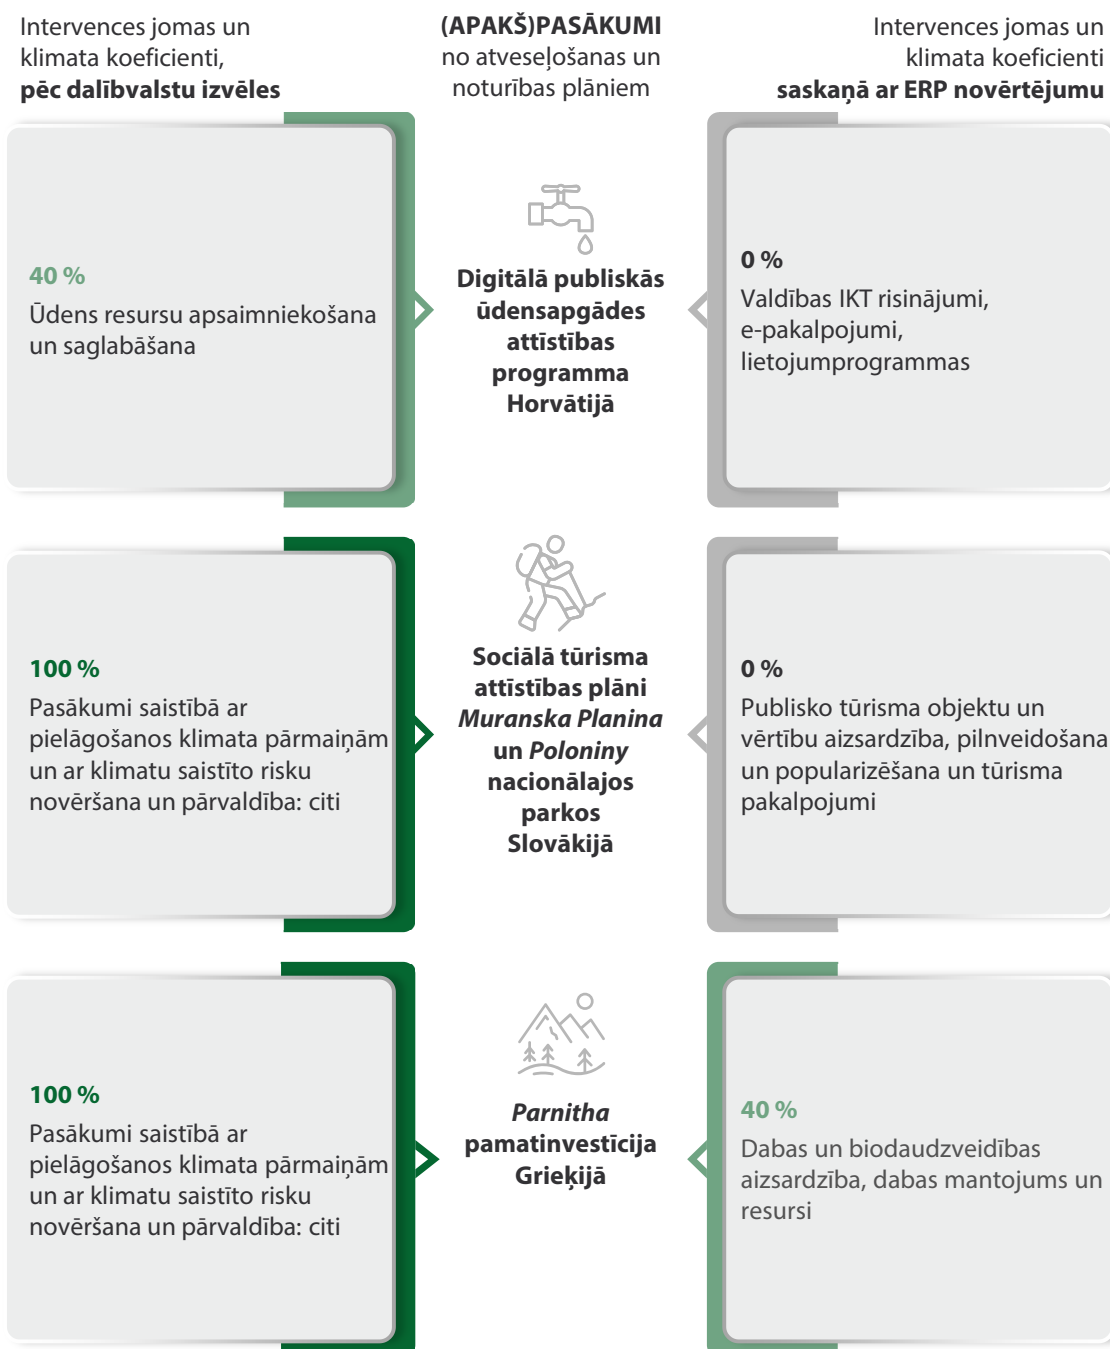 Intervences jomas un
klimata koeficienti,
pēc dalībvalstu izvēles
(APAKŠ)PASĀKUMI
no atveseļošanas un
noturības plāniem
Intervences jomas un
klimata koeficienti
saskaņā ar ERP novērtējumu
40 %
Ūdens resursu apsaimniekošana
un saglabāšana
Digitālā publiskās
ūdensapgādes
attīstības
programma
Horvātijā
0 %
Valdības IKT risinājumi,
e-pakalpojumi,
lietojumprogrammas
100 %
Pasākumi saistībā ar
pielāgošanos klimata pārmaiņām
un ar klimatu saistīto risku
novēršana un pārvaldība: citi
Sociālā tūrisma
attīstības plāni
Muranska Planina
un Poloniny
nacionālajos
parkos
Slovākijā
0 %
Publisko tūrisma objektu un
vērtību aizsardzība, pilnveidošana
un popularizēšana un tūrisma
pakalpojumi
100 %
Pasākumi saistībā ar
pielāgošanos klimata pārmaiņām
un ar klimatu saistīto risku
novēršana un pārvaldība: citi
Parnitha
pamatinvestīcija
Grieķijā
40 %
Dabas un biodaudzveidības
aizsardzība, dabas mantojums un
resursi